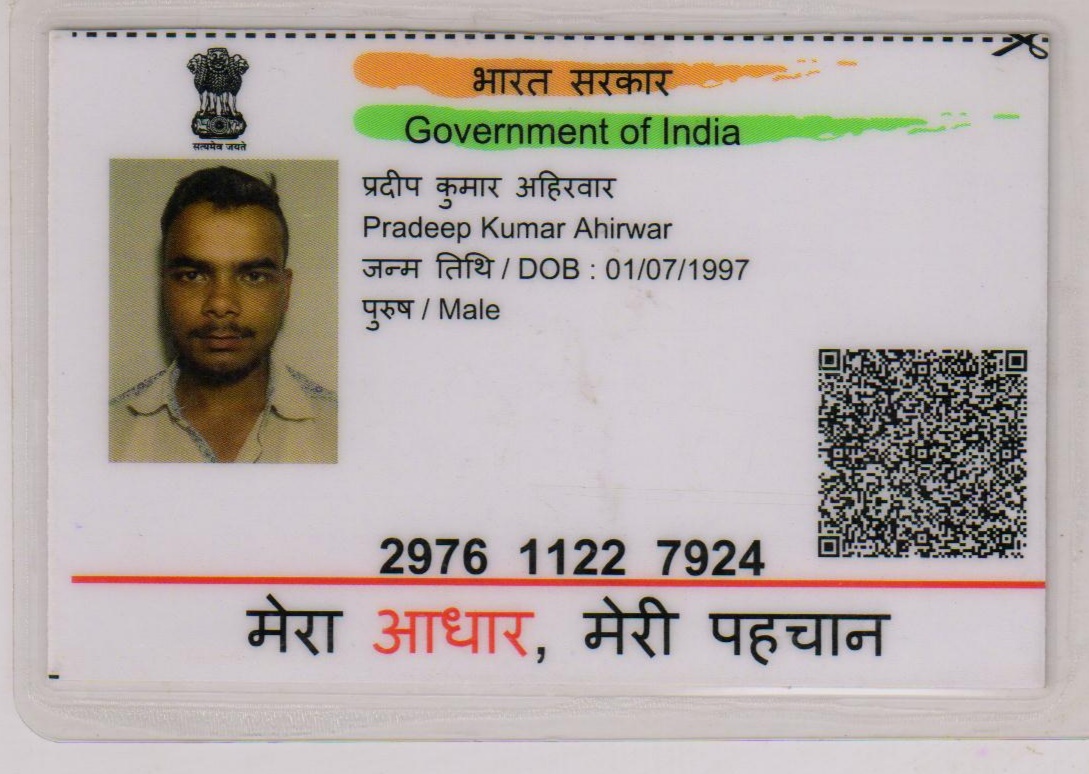 भारत सरकार
Government of India
सत्यमेव जयते
प्रदीप कुमार अहिरवार
Pradeep Kumar Ahirwar
जन्म तिथि / DOB : 01/07/1997
पुरुष / Male
2976 1122 7924
मेरा आधार, मेरी पहचान